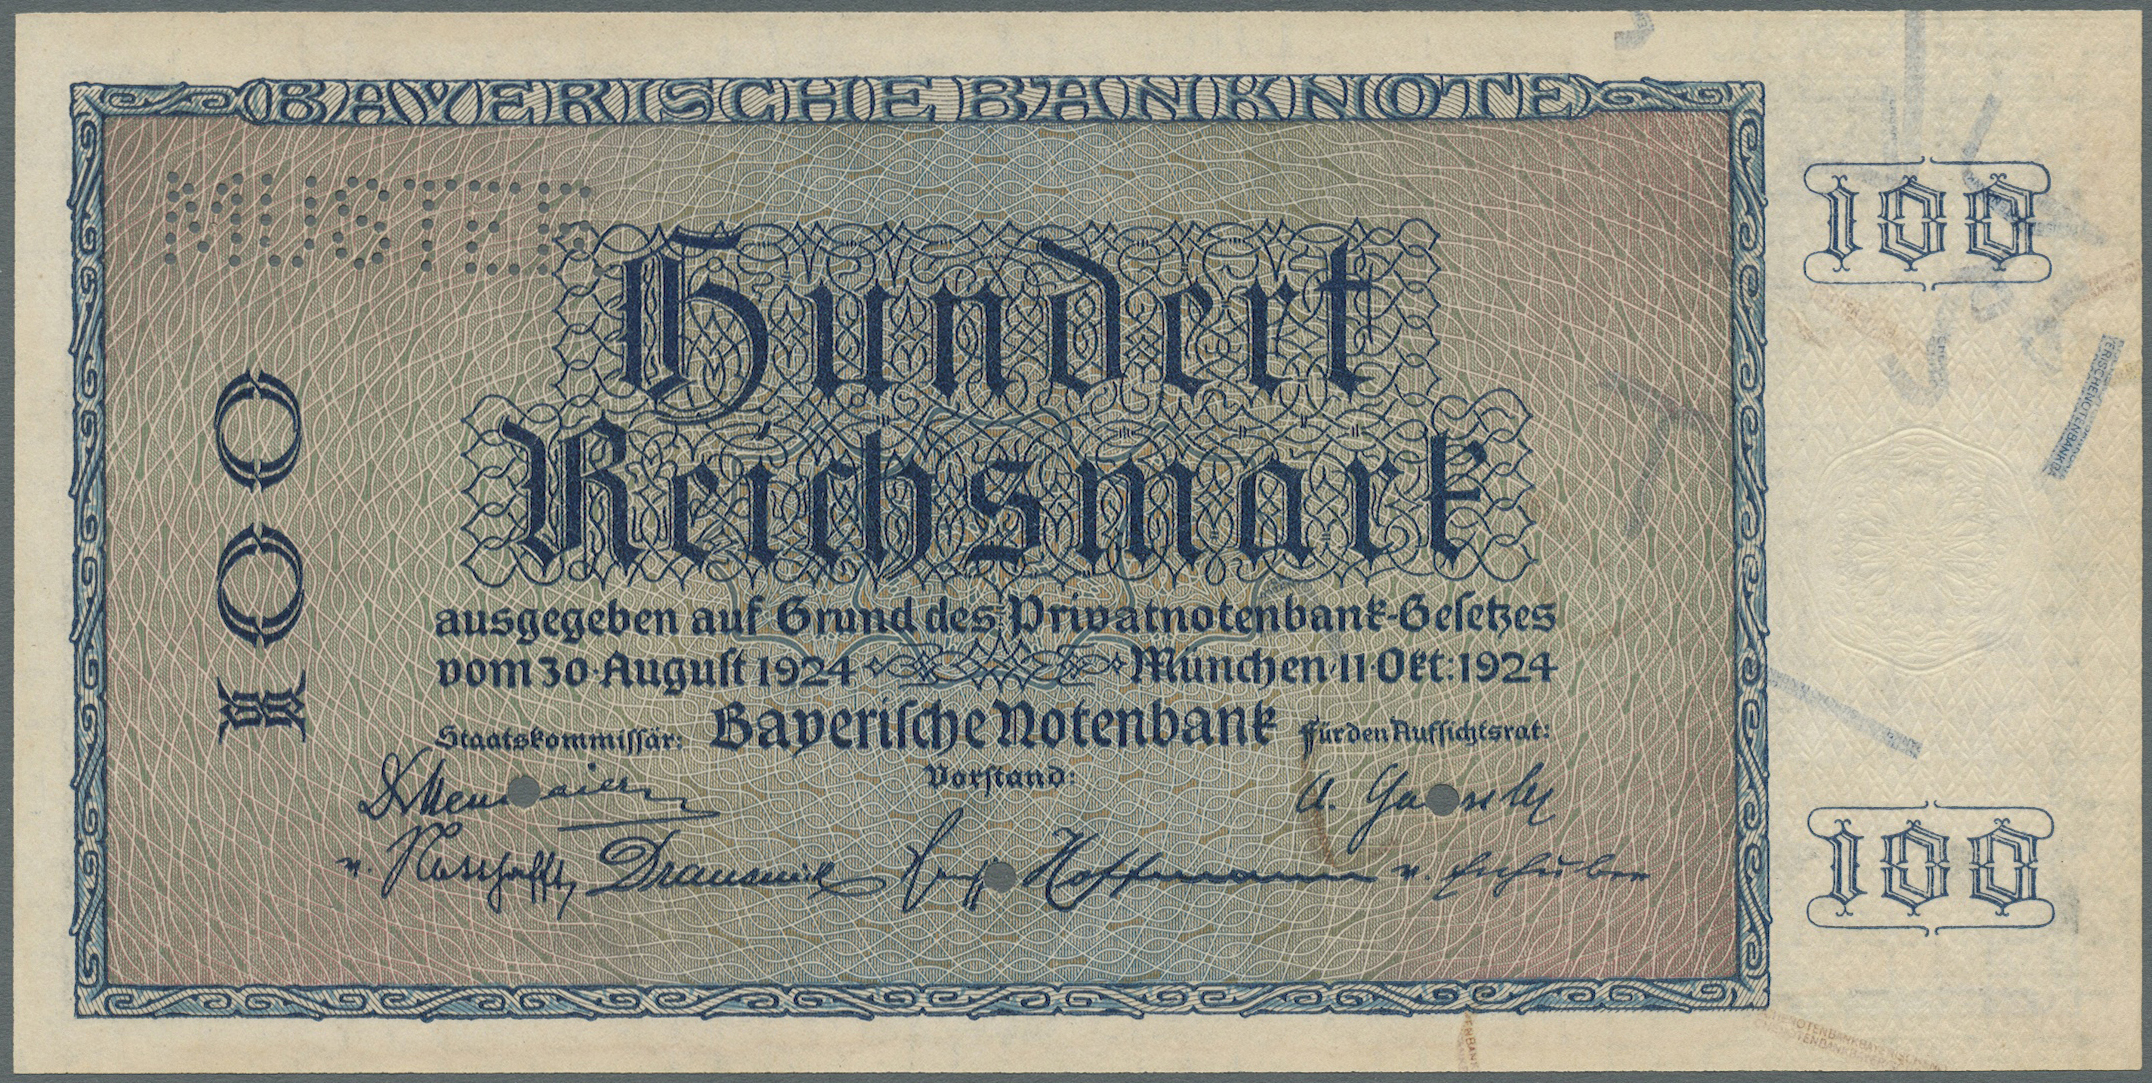 BAYERISCHE BANKNOTE
MUSTER
100
100
Hundert
Reichsmark
ausgegeben auf Grund des Privatnotenbank-Gesetzes
vom 30. August 1924 München 11 Okt: 1924
Staatskommissär: Bayerische Notenbank Für den Aufsichtsrat:
Vorstand:
Hoffmann
100